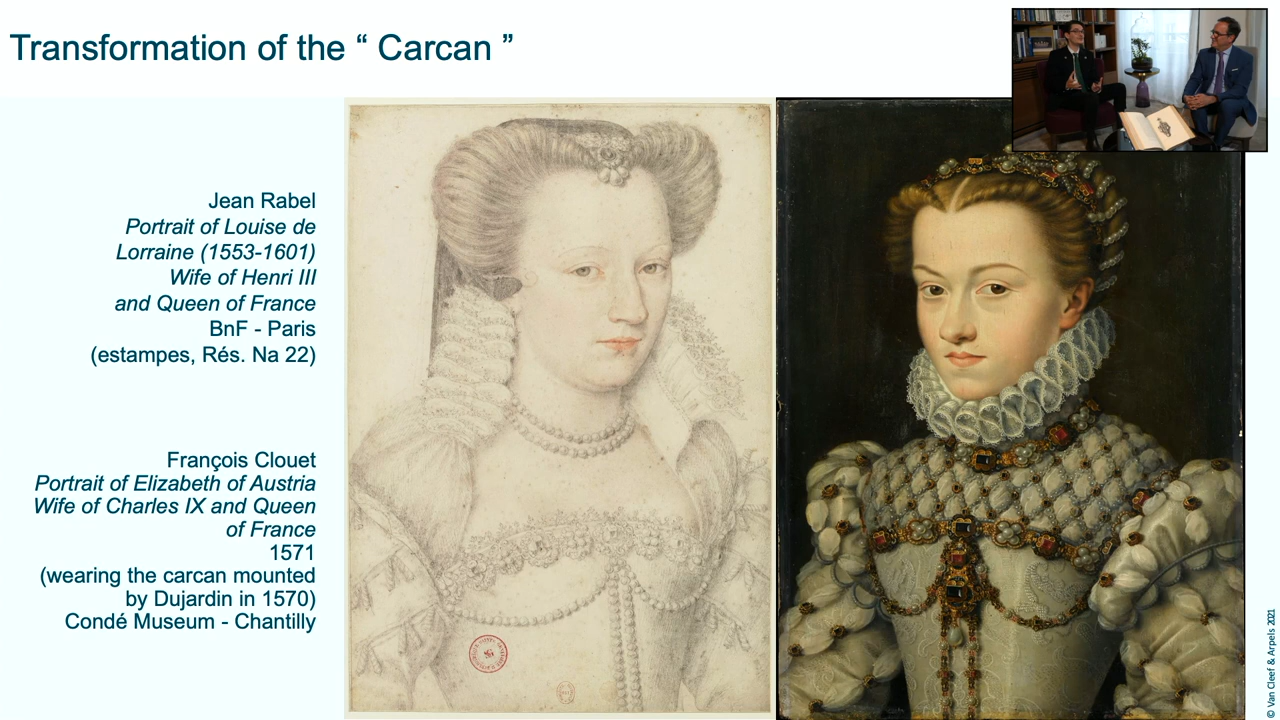 Transformation of the “ Carcan ”
Jean Rabel
Portrait of Louise de
Lorraine (1553-1601)
Wife of Henri III
and Queen of France
BnF - Paris
(estampes, Rés. Na 22)
François Clouet
Portrait of Elizabeth of Austria
Wife of Charles IX and Queen
of France
1571
(wearing the carcan mounted
by Dujardin in 1570)
Condé Museum - Chantilly
© Van Cleef & Arpels 2021